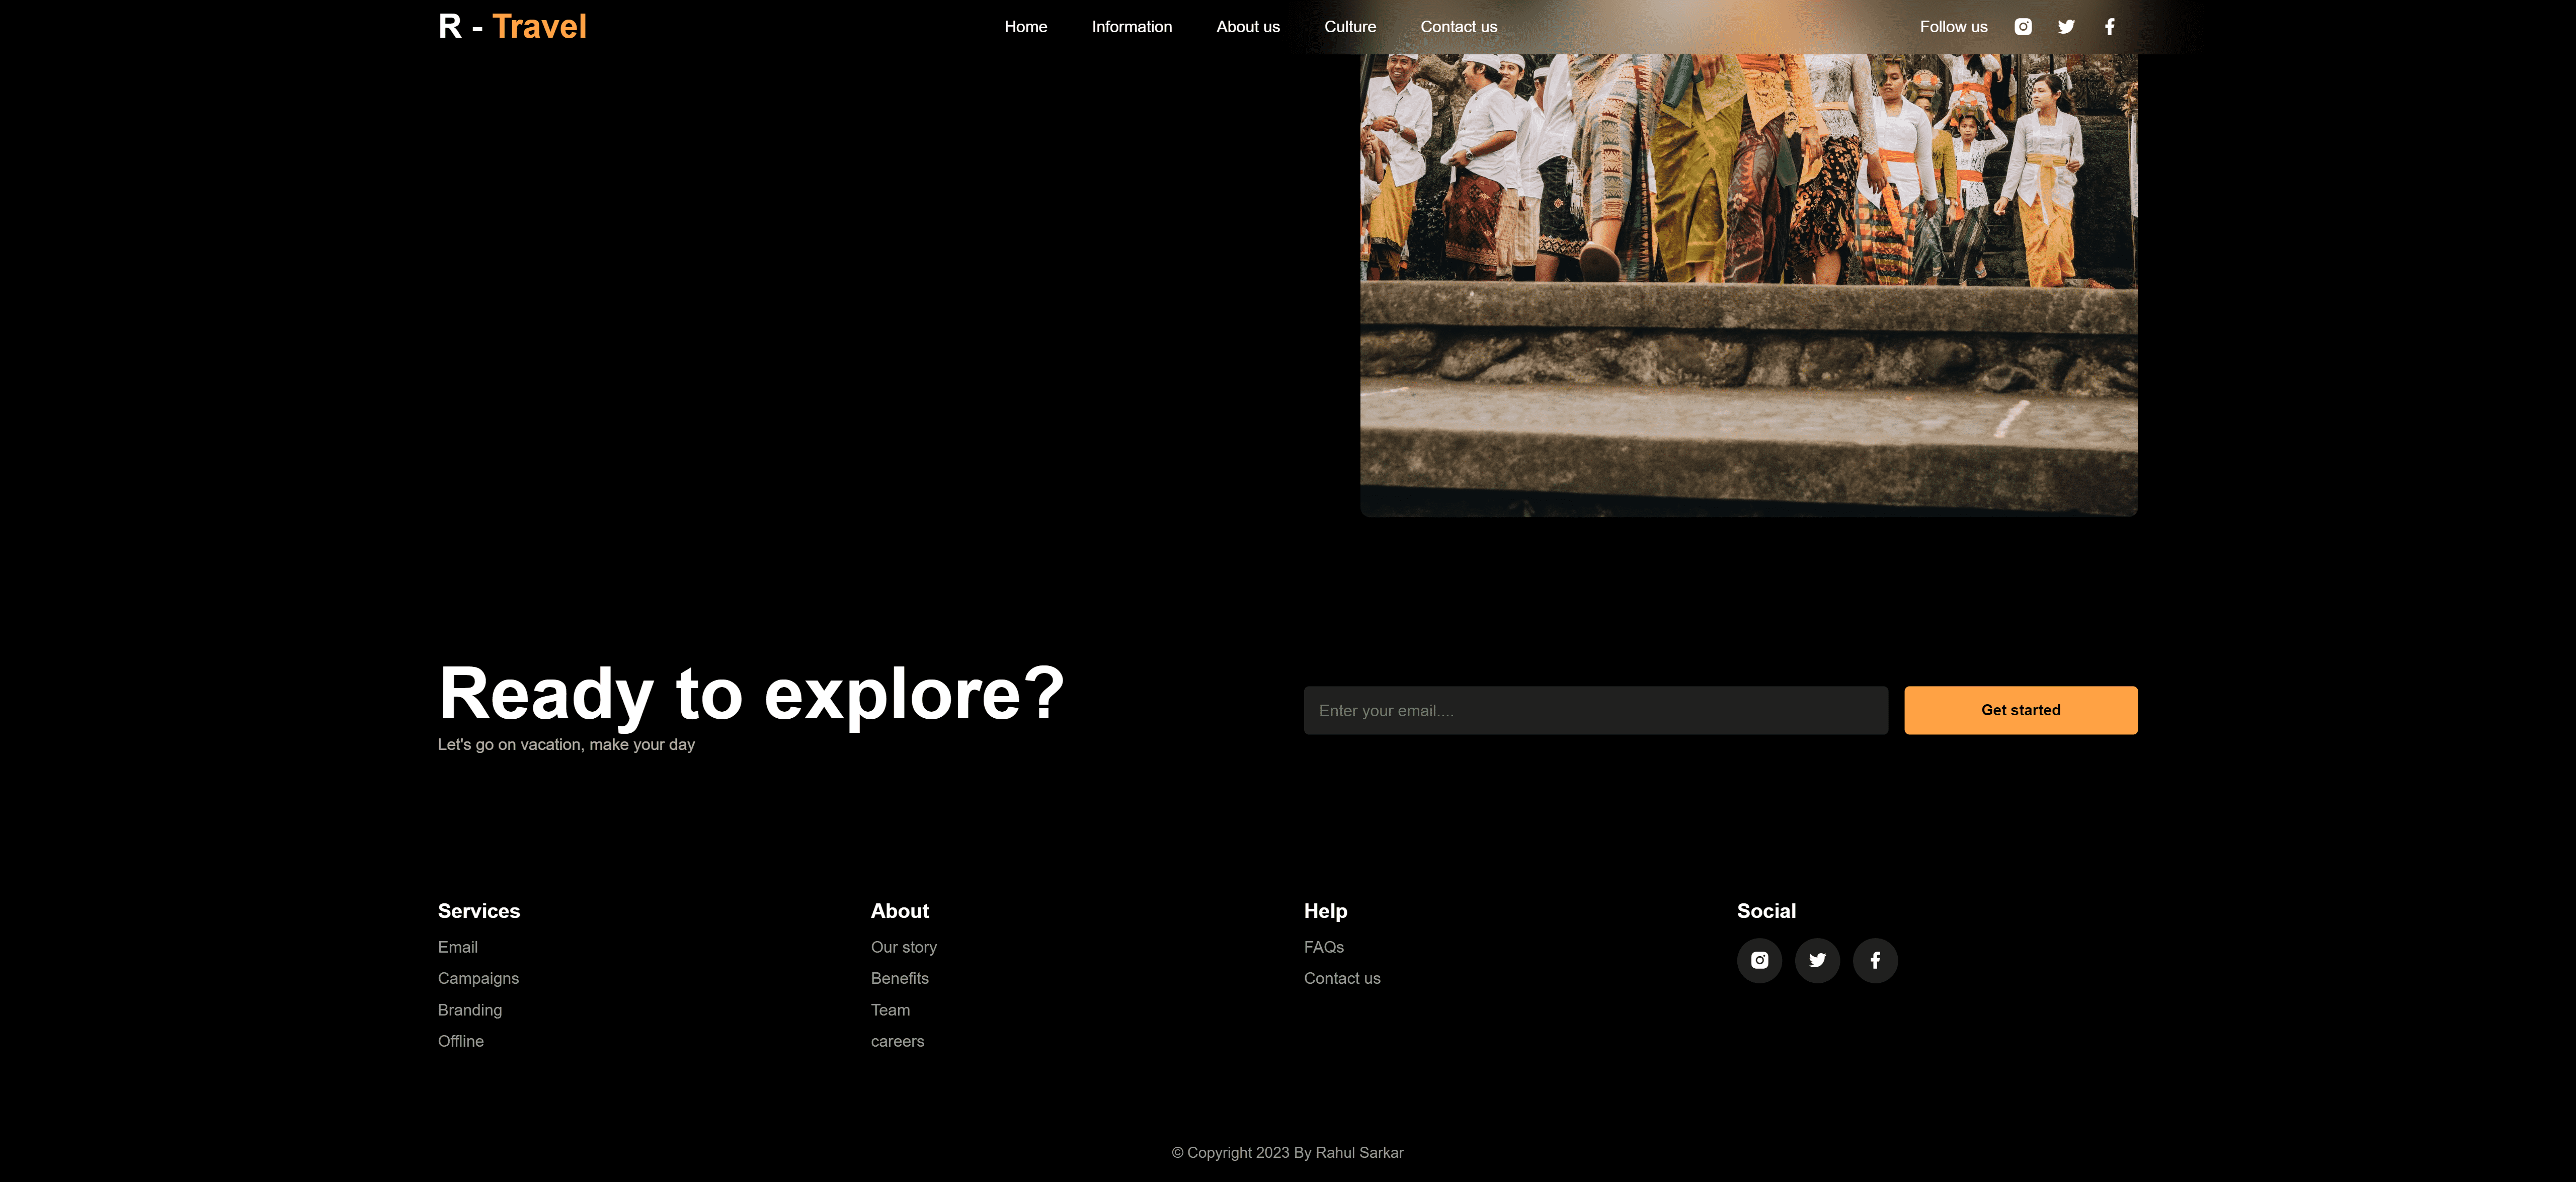 R - Travel
Home Information About us Culture Contact us
Follow us
Ready to explore?
Let's go on vacation, make your day
Enter your email....
Get started
Services
Email
Campaigns
Branding
Offline
About
Our story
Benefits
Team
careers
Help
FAQs
Contact us
Social
© Copyright 2023 By Rahul Sarkar